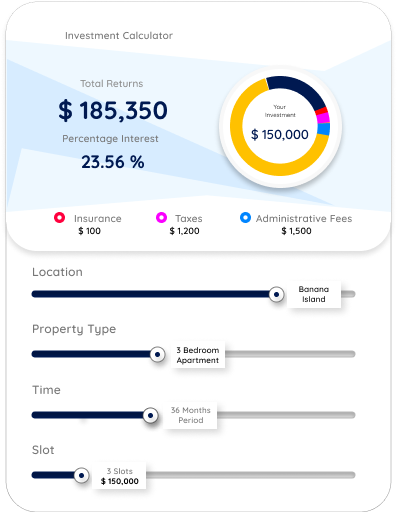 Investment Calculator
Total Returns
$ 185,350
Percentage Interest
23.56 %
Your
Investment
$ 150,000
Insurance
$ 100
Taxes
$ 1,200
Administrative Fees
$ 1,500
Location
Banana
Island
Property Type
3 Bedroom
Apartment
Time
36 Months
Period
Slot
3 Slots
$ 150,000